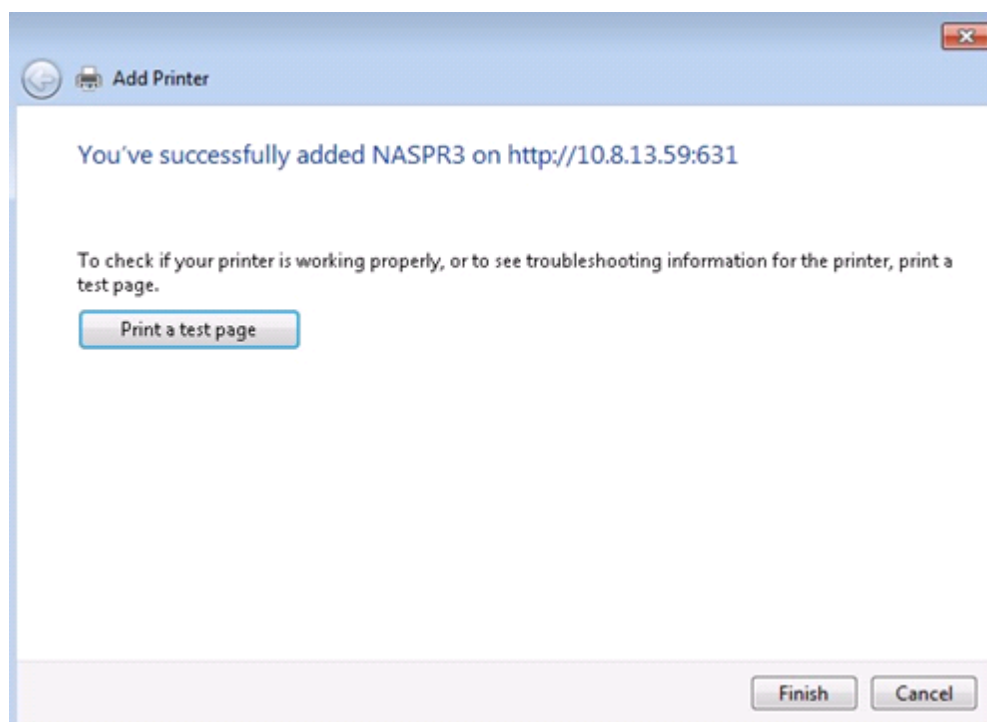 Add Printer
You've successfully added NASPR3 on http://10.8.13.59:631
To check if your printer is working properly, or to see troubleshooting information for the printer, print a
test page.
Print a test page
Finish Cancel